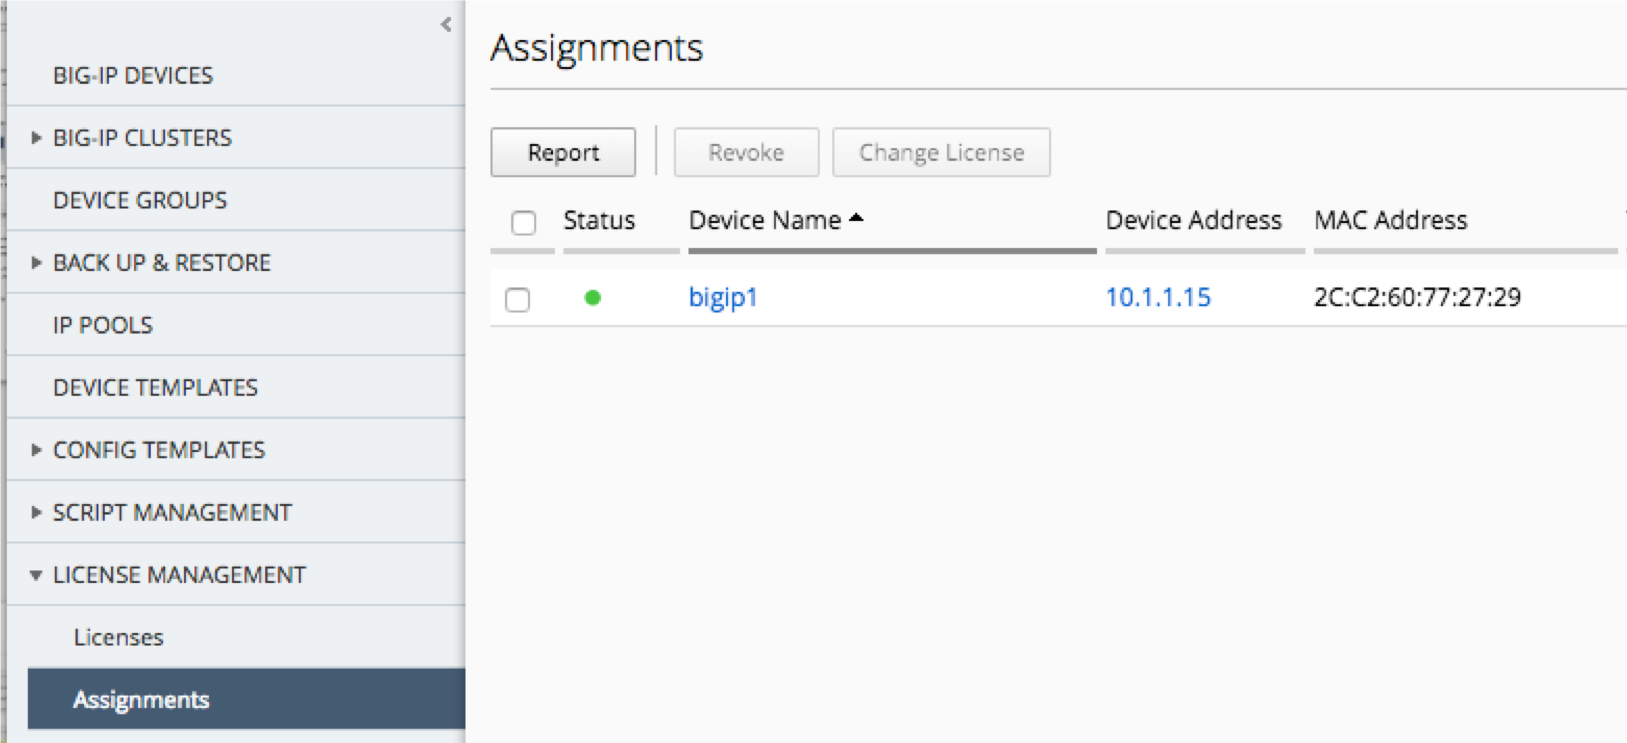 BIG-IP DEVICES
BIG-IP CLUSTERS
DEVICE GROUPS
BACK UP & RESTORE
IP POOLS
DEVICE TEMPLATES
CONFIG TEMPLATES
SCRIPT MANAGEMENT
LICENSE MANAGEMENT
Licenses
Assignments
Assignments
Report Revoke Change License
Status Device Name Device Address MAC Address
bigip1 10.1.1.15 2C:C2:60:77:27:29